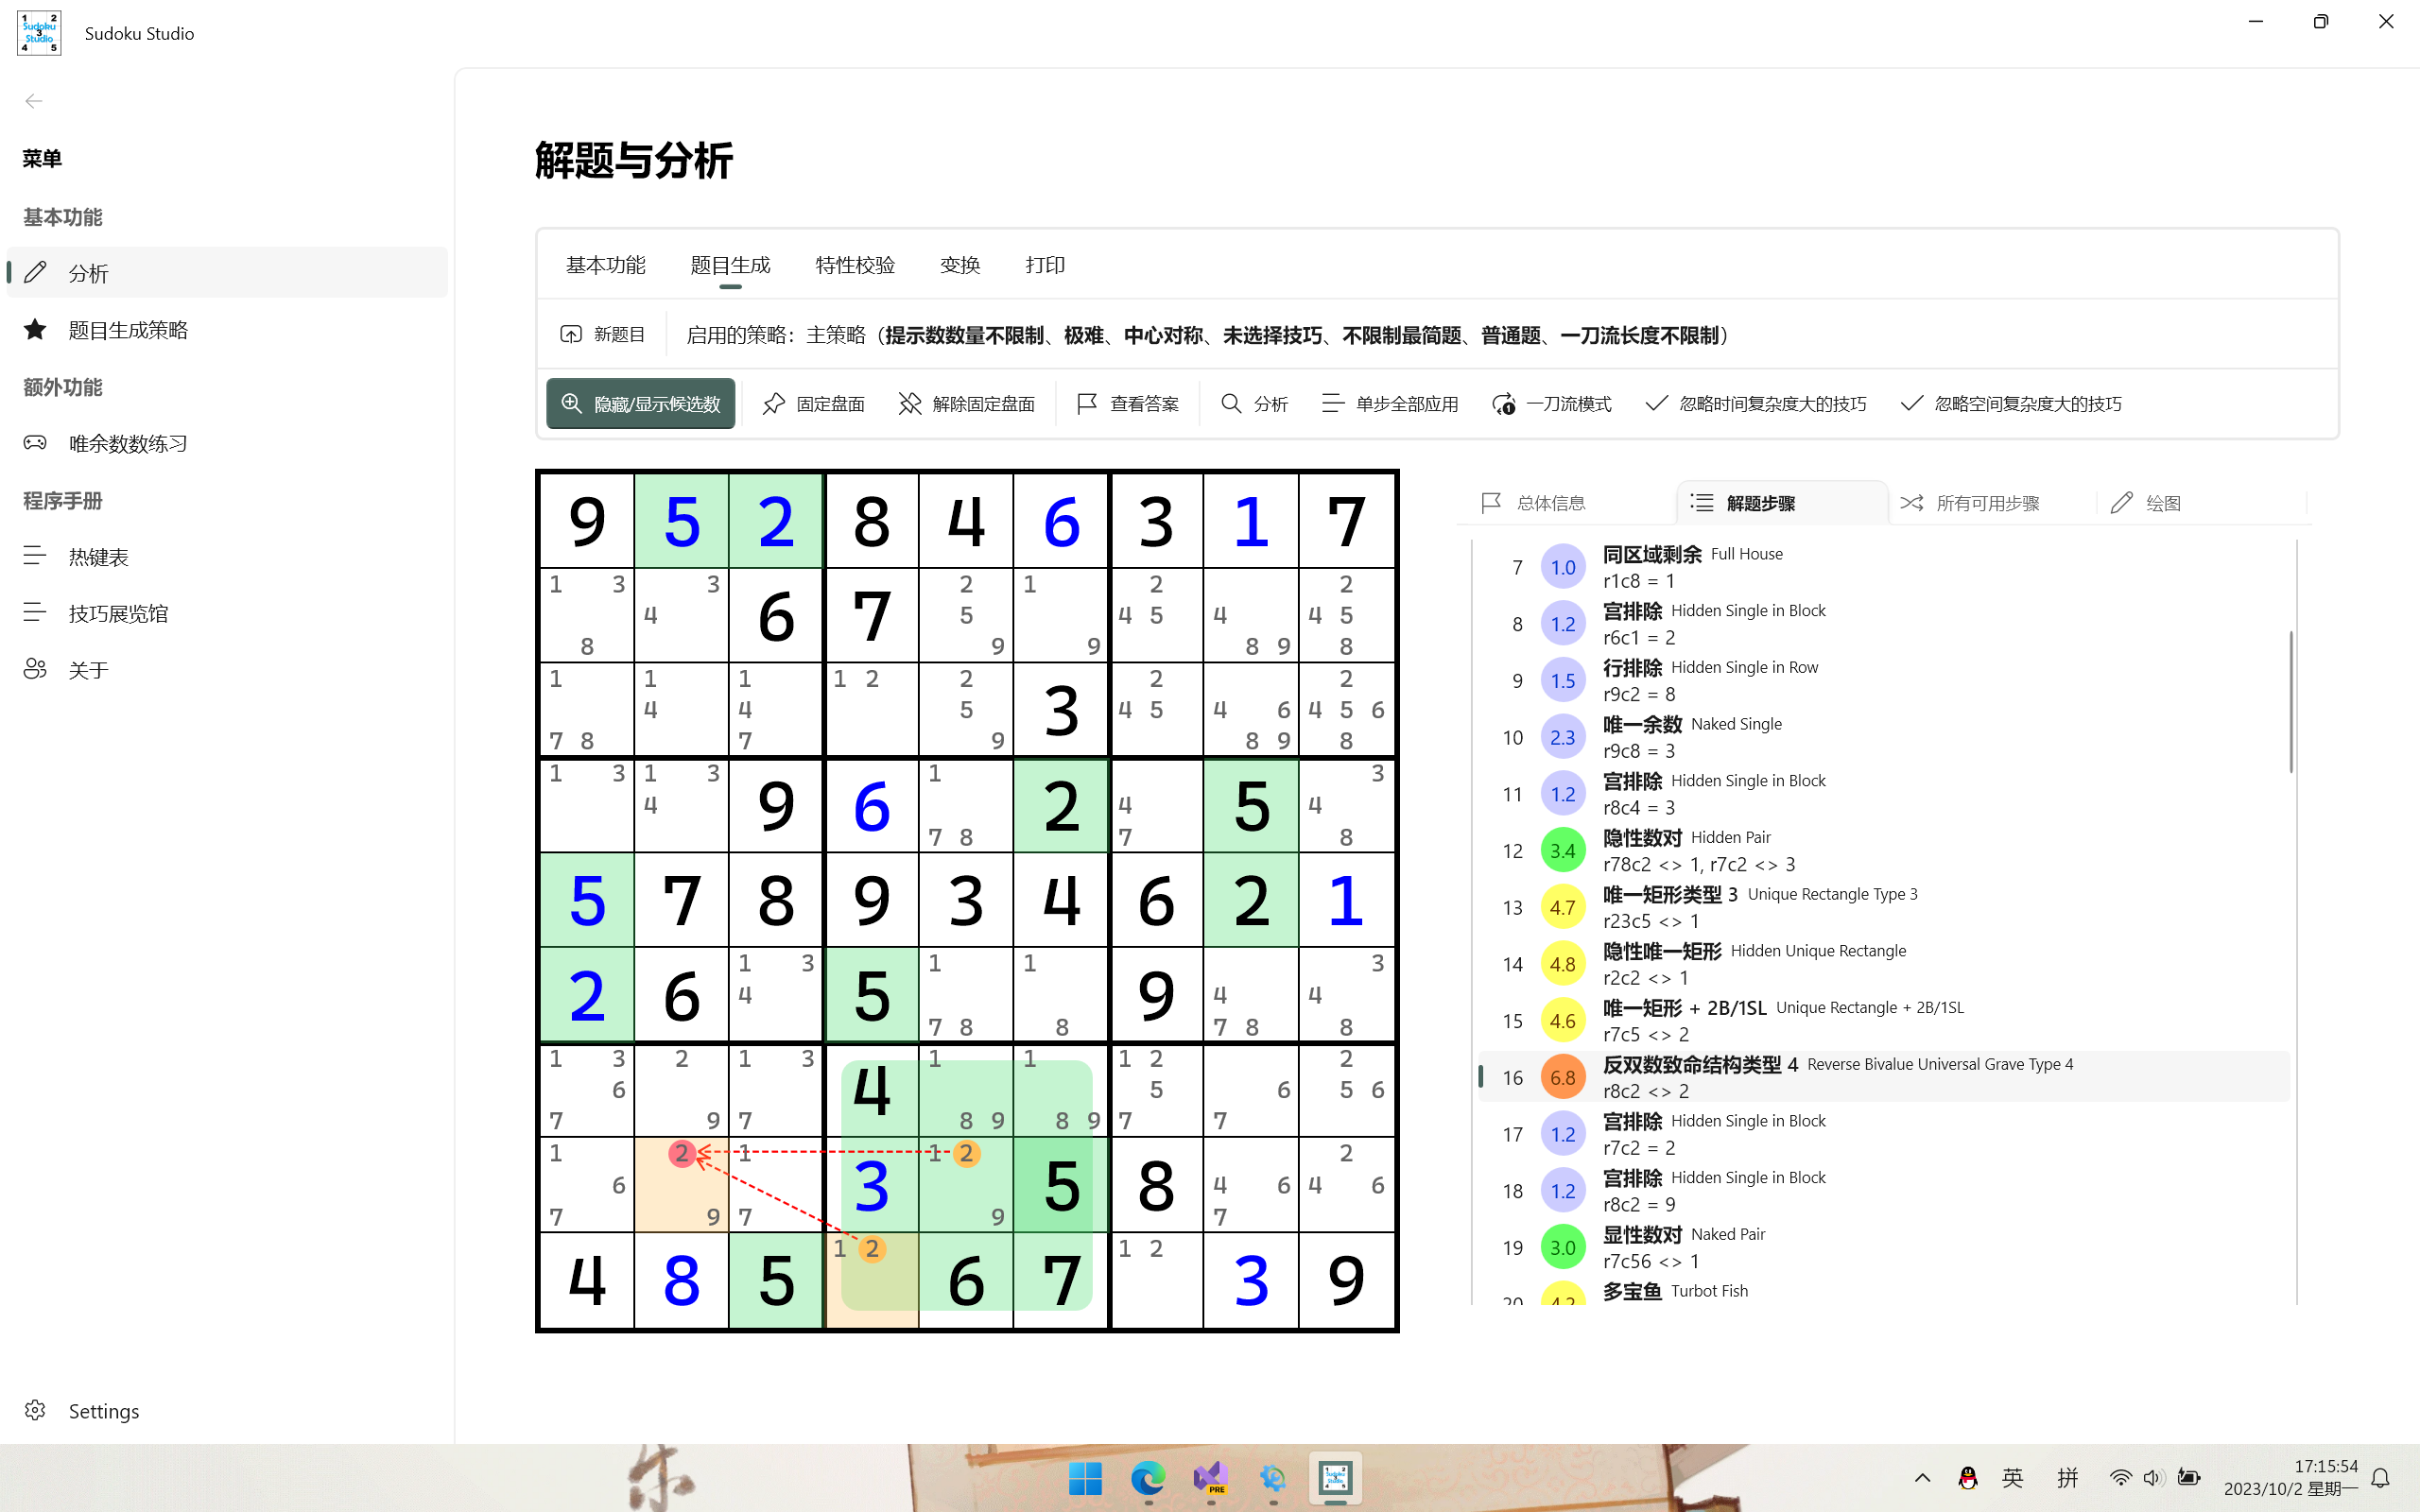 Sudoku Studio
菜单
基本功能
分析
题目生成策略
额外功能
唯余数数练习
程序手册
热键表
技巧展览馆
关于
Settings
解题与分析
基本功能 题目生成 特性校验 变换 打印
新题目 启用的策略：主策略（提示数数量不限制、极难、中心对称、未选择技巧、不限制最简题、普通题、一刀流长度不限制）
隐藏/显示候选数 固定盘面 解除固定盘面 查看答案 分析 单步全部应用 一刀流模式 忽略时间复杂度大的技巧 忽略空间复杂度大的技巧
9 5 2 8 4 6 3 1 7
1 3 3 2 1 2 2
4 6 7 5 4 5 4 4 5
8 9 9 8 9 8
1 1 1 1 2 2 2
4 4 5 3 4 5 4 6 4 5 6
7 8 7 9 8 9 8
1 3 1 3 1 3
4 9 6 2 4 5 4
7 8 7 8
5 7 8 9 3 4 6 2 1
1 3 1 1 3
2 6 4 5 9 4 4
7 8 8 7 8 8
1 3 2 1 3 1 1 1 2 2
6 4 5 6 5 6
7 9 7 8 9 8 9 7 7
1 2 1 1 2 2
6 3 5 8 4 6 4 6
7 9 7 9 7
1 2 1 2
4 8 5 6 7 3 9
总体信息 解题步骤 所有可用步骤 绘图
7 1.0 同区域剩余 Full House
r1c8 = 1
8 1.2 宫排除 Hidden Single in Block
r6c1 = 2
9 1.5 行排除 Hidden Single in Row
r9c2 = 8
10 2.3 唯一余数 Naked Single
r9c8 = 3
11 1.2 宫排除 Hidden Single in Block
r8c4 = 3
12 3.4 隐性数对 Hidden Pair
r78c2 <> 1, r7c2 <> 3
13 4.7 唯一矩形类型 3 Unique Rectangle Type 3
r23c5 <> 1
14 4.8 隐性唯一矩形 Hidden Unique Rectangle
r2c2 <> 1
15 4.6 唯一矩形 + 2B/1SL Unique Rectangle + 2B/1SL
r7c5 <> 2
16 6.8 反双数致命结构类型 4 Reverse Bivalue Universal Grave Type 4
r8c2 <> 2
17 1.2 宫排除 Hidden Single in Block
r7c2 = 2
18 1.2 宫排除 Hidden Single in Block
r8c2 = 9
19 3.0 显性数对 Naked Pair
r7c56 <> 1
20 4.2 多宝鱼 Turbot Fish
PRE
英 拼
17:15:54
2023/10/2 星期一